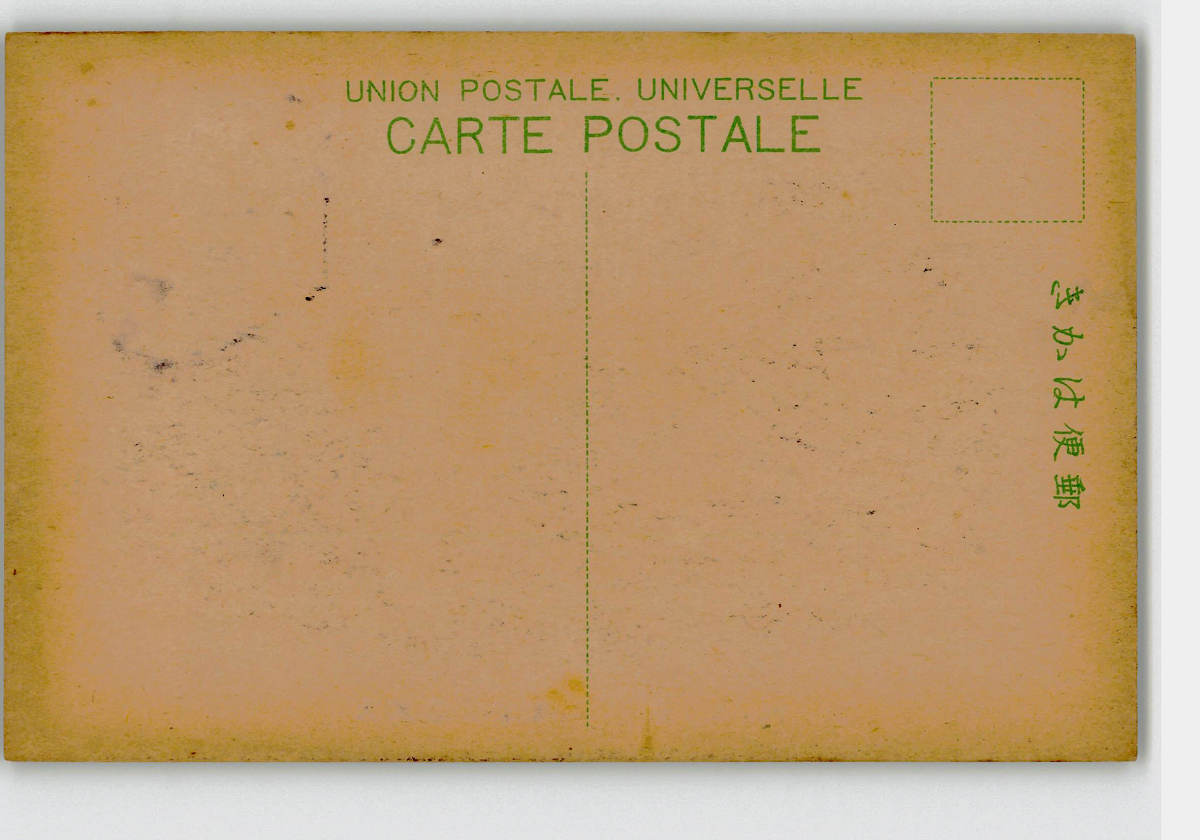 UNION POSTALE. UNIVERSELLE
CARTE POSTALE
郵便はかき